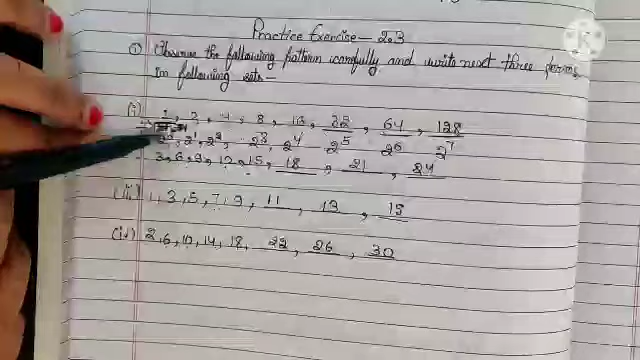 Practice Exercise - 2.3
① Observe the following pattern carefully and write next three terms
in following sets -
(i) 1, 2, 4, 8, 16, 32, 64, 128
2¹, 2², 2³, 2⁴ 2⁵ 2⁶ 2⁷
3, 6, 9, 12, 15, 18, 21, 24
(iii) 1, 3, 5, 7, 9, 11, 13, 15
(iv) 2, 6, 10, 14, 18, 22, 26, 30